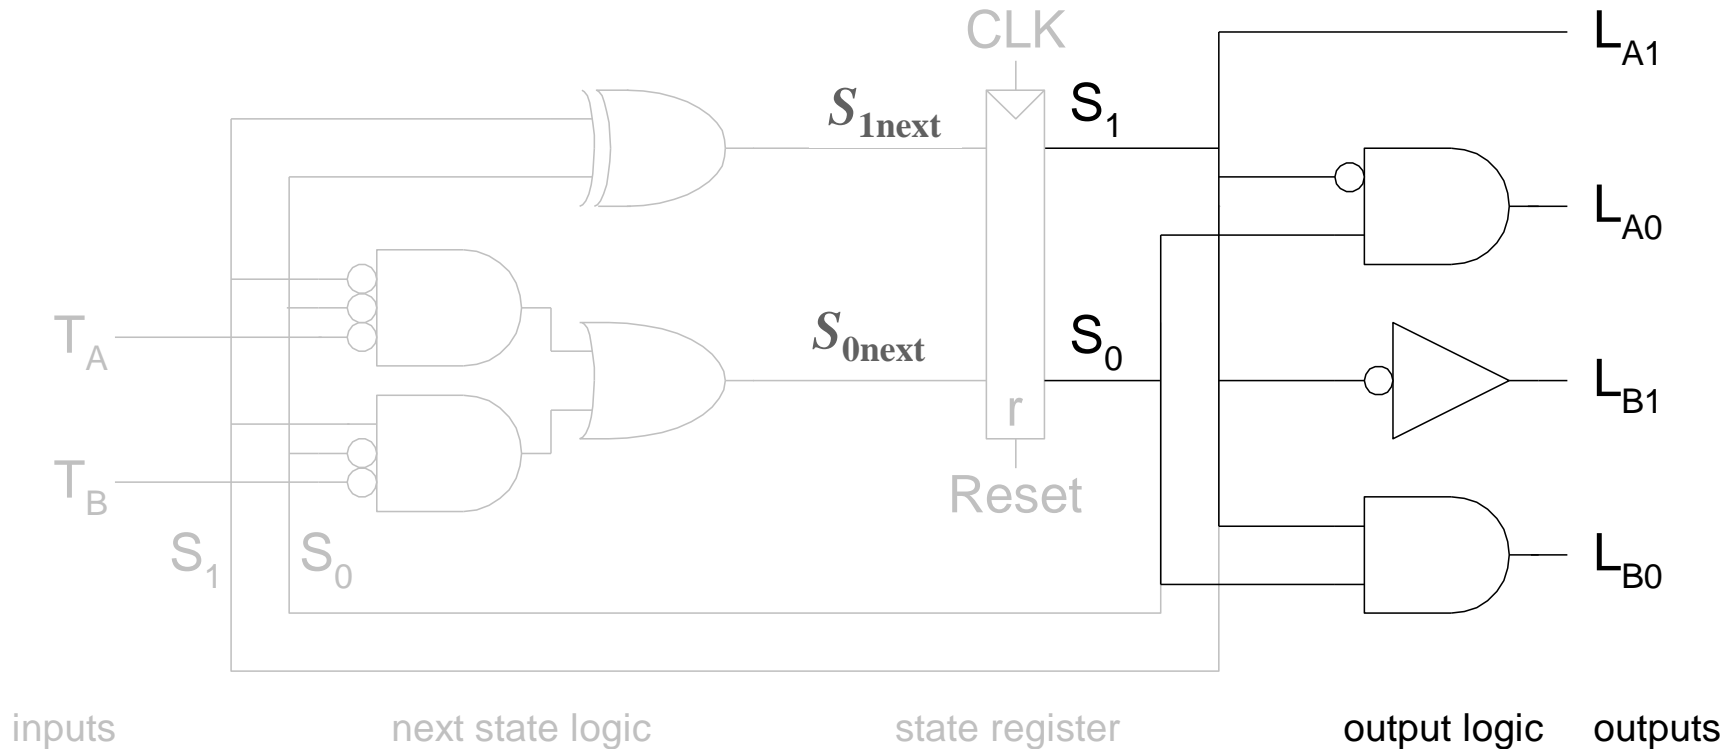 CLK
L_A1
S_1next
S_1
L_A0
T_A
S_0next
S_0
L_B1
r
T_B
Reset
S_1
S_0
L_B0
inputs
next state logic
state register
output logic
outputs